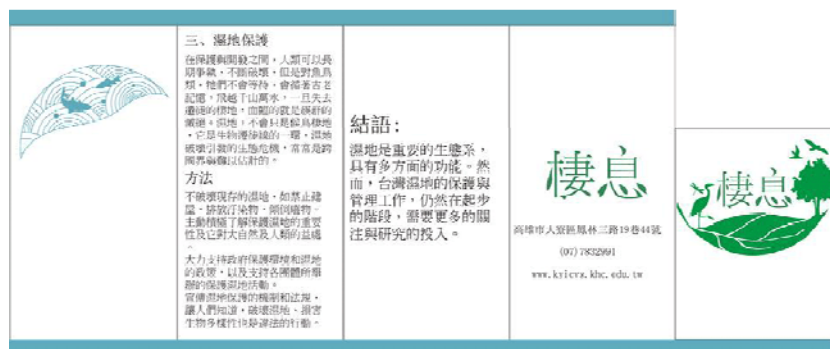 三、濕地保護
在保護與開發之間,人類可以長
期爭執、不斷破壞,但是對魚鳥
類,牠們不會等待,會循著古老
記憶,飛越千山萬水,一旦失去
遷徙的棲地,面臨的就是族群的
滅絕。濕地,不會只是候鳥棲地
,它是生物遷徙線的一環,濕地
破壞引發的生態危機,常常是跨
國界與難以估計的。
方法
不破壞現存的濕地,如禁止建
屋、排放汙染物、傾倒廢物。
主動積極了解保護濕地的重要
性及它對大自然及人類的益處
。
大力支持政府保護環境和濕地
的政策,以及支持各團體所舉
辦的保護濕地活動。
宣傳濕地保護的機制和法規,
讓人們知道,破壞濕地、損害
生物多樣性也是違法的行動。
結語:
濕地是重要的生態系,
具有多方面的功能。然
而,台灣濕地的保護與
管理工作,仍然在起步
的階段,需要更多的關
注與研究的投入。
棲息
高雄市大寮區鳳林三路19巷44號
(07)7832991
www.kyicvs.khc.edu.tw
棲息